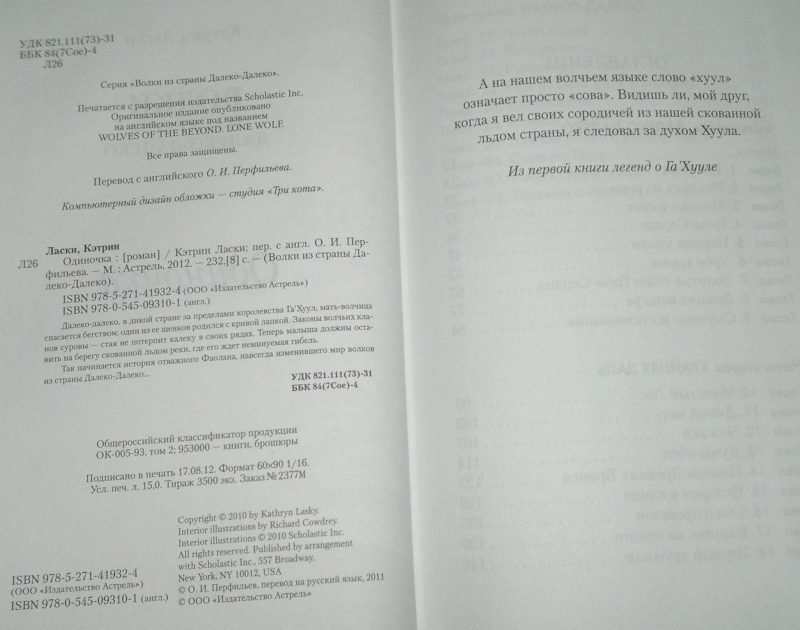 УДК 821.111(73)-31
ББК 84(7Сое)-4
Л26
Серия «Волки из страны Далеко-Далеко».
Печатается с разрешения издательства Scholastic Inc.
Оригинальное издание опубликовано
на английском языке под названием
WOLVES OF THE BEYOND. LONE WOLF.
Все права защищены.
Перевод с английского О. И. Перфильева.
Компьютерный дизайн обложки — студия «Три кота».
Ласки, Кэтрин
Л26 Одиночка : [роман] / Кэтрин Ласки; пер. с англ. О. И. Пер-
фильева. — М. : Астрель, 2012. — 232,[8] с. — (Волки из страны Да-
леко-Далеко).
ISBN 978-5-271-41932-4 (ООО «Издательство Астрель»)
ISBN 978-0-545-09310-1 (англ.)
Далеко-далеко, в дикой стране за пределами королевства Га'Хуул, мать-волчица
спасается бегством: один из ее щенков родился с кривой лапкой. Законы волчьих кла-
нов суровы — стая не потерпит калеку в своих рядах. Теперь малыша должны оста-
вить на берегу скованной льдом реки, где его ждет неминуемая гибель.
Так начинается история отважного Фаолана, навсегда изменившего мир волков
из страны Далеко-Далеко...
УДК 821.111(73)-31
ББК 84(7Сое)-4
Общероссийский классификатор продукции
ОК-005-93, том 2; 953000 — книги, брошюры
Подписано в печать 17.08.12. Формат 60×90 1/16.
Усл. печ. л. 15,0. Тираж 3500 экз. Заказ № 2377М
Copyright © 2010 by Kathryn Lasky.
Interior illustrations by Richard Cowdrey.
Interior illustrations © 2010 Scholastic Inc.
All rights reserved. Published by arrangement
with Scholastic Inc., 557 Broadway,
New York, NY 10012, USA
© О. И. Перфильев, перевод на русский язык, 2011
© ООО «Издательство Астрель»
ISBN 978-5-271-41932-4
(ООО «Издательство Астрель»)
ISBN 978-0-545-09310-1 (англ.)
А на нашем волчьем языке слово «хуул»
означает просто «сова». Видишь ли, мой друг,
когда я вел своих сородичей из нашей скованной
льдом страны, я следовал за духом Хуула.
Из первой книги легенд о Га'Хууле